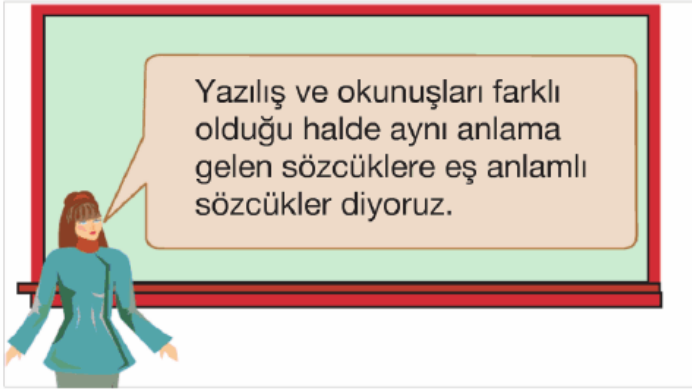 Yazılış ve okunuşları farklı
olduğu halde aynı anlama
gelen sözcüklere eş anlamlı
sözcükler diyoruz.